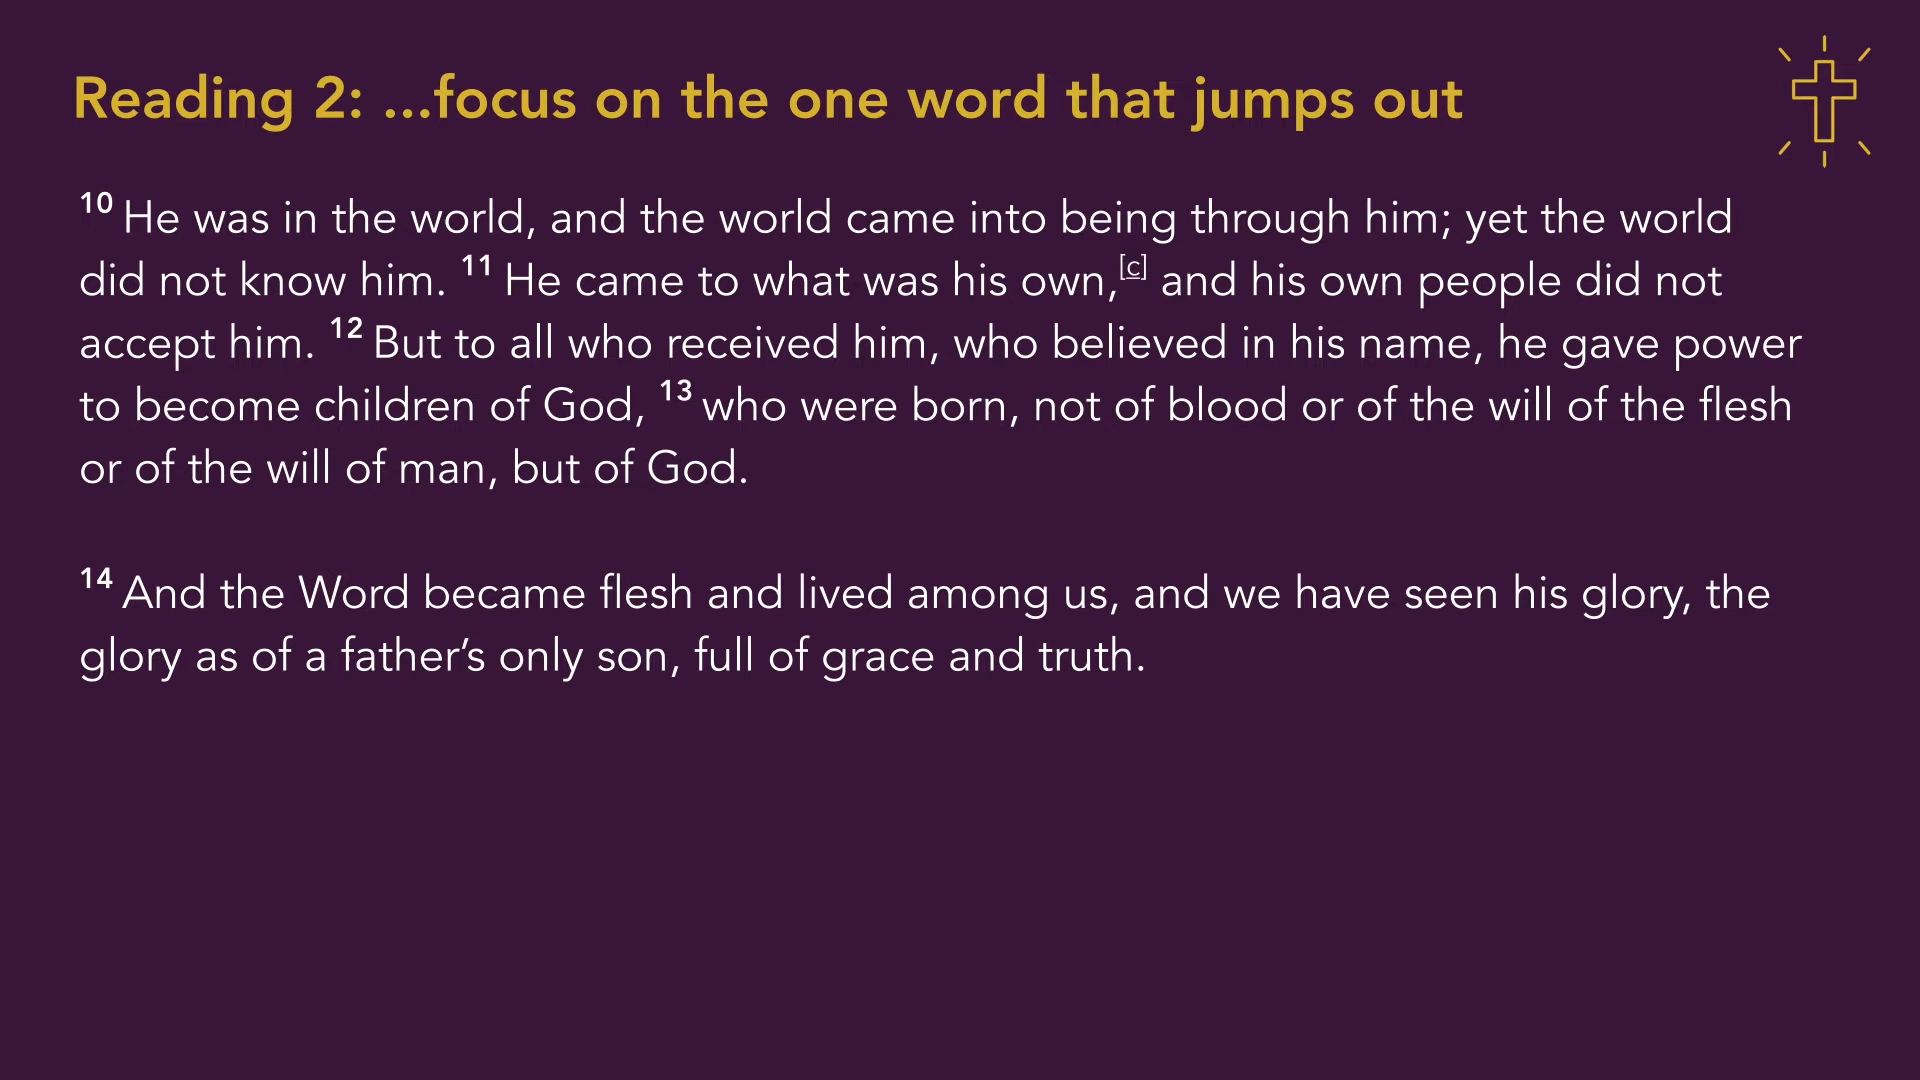 Reading 2: ...focus on the one word that jumps out
10 He was in the world, and the world came into being through him; yet the world
did not know him. 11 He came to what was his own,[c] and his own people did not
accept him. 12 But to all who received him, who believed in his name, he gave power
to become children of God, 13 who were born, not of blood or of the will of the flesh
or of the will of man, but of God.
14 And the Word became flesh and lived among us, and we have seen his glory, the
glory as of a father’s only son, full of grace and truth.